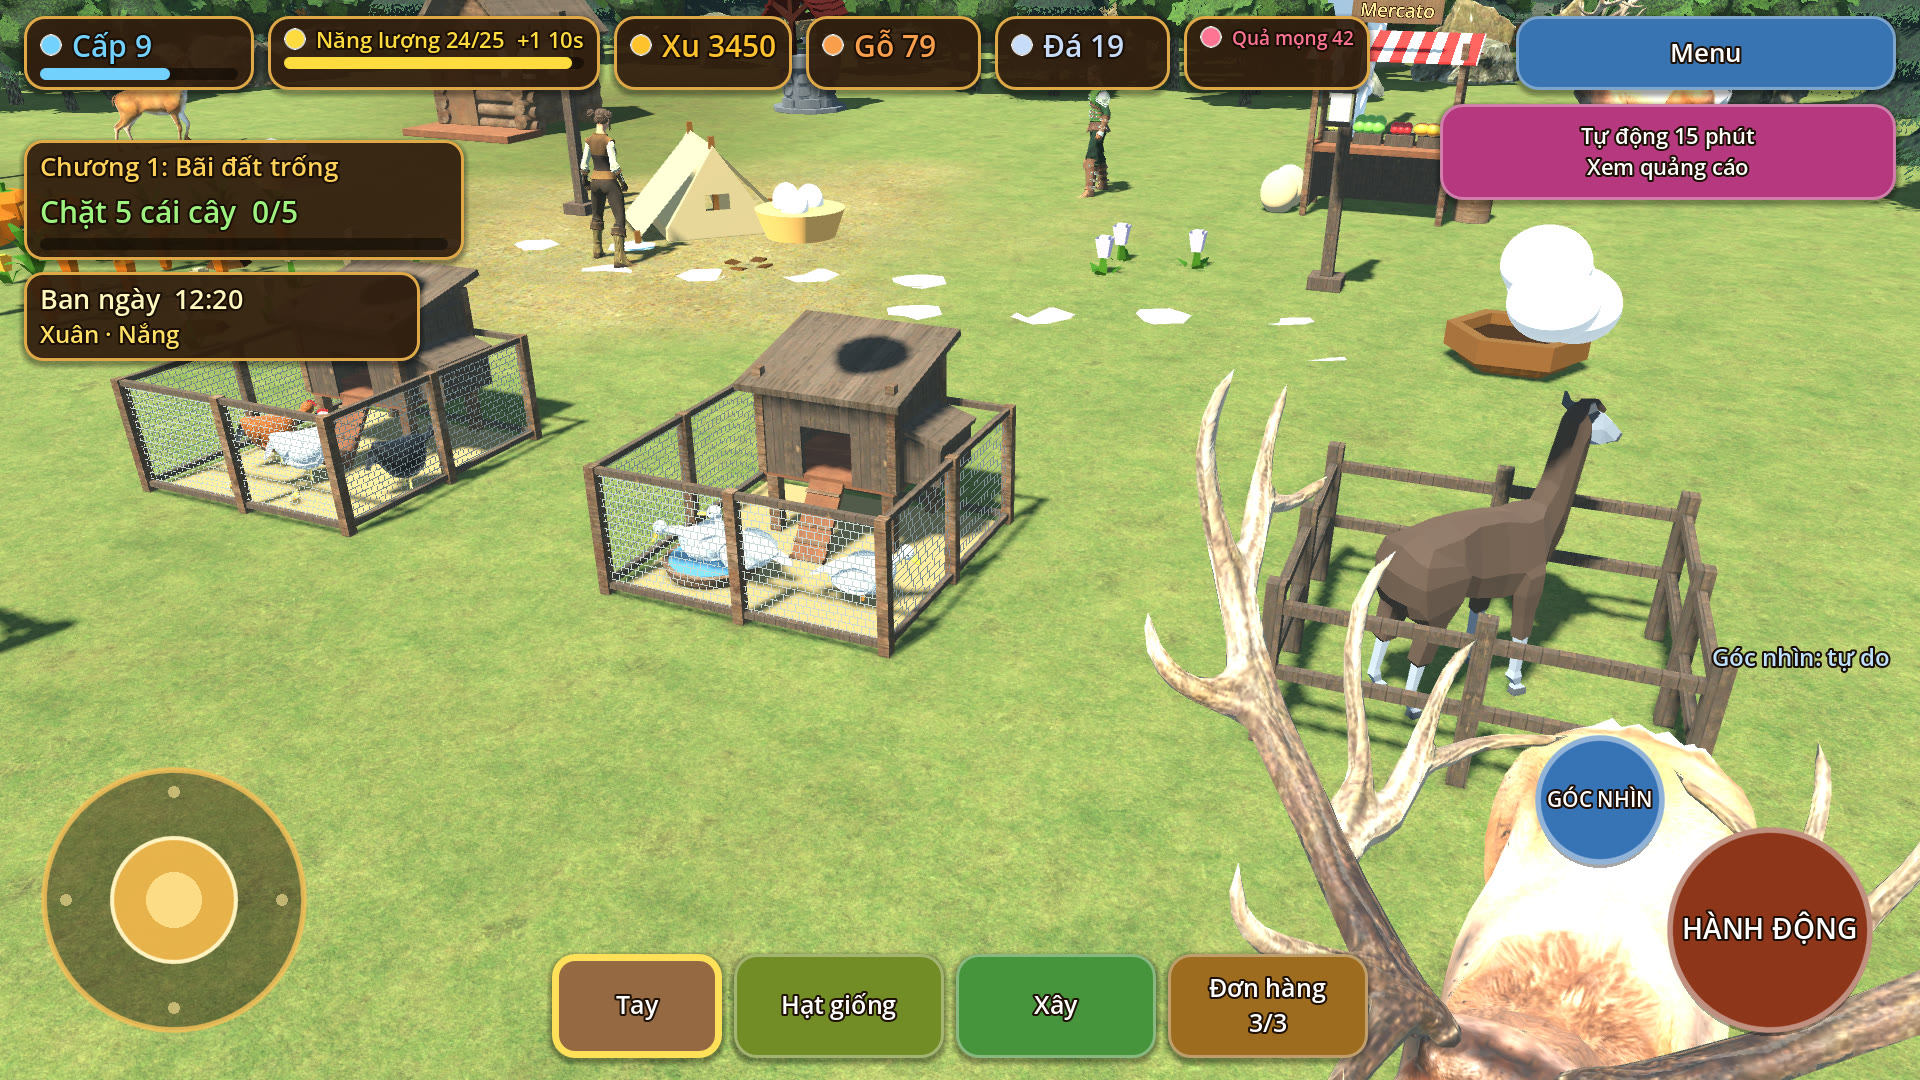 Cấp 9
Năng lượng 24/25 +1 10s
Xu 3450
Gỗ 79
Đá 19
Quả mọng 42
Mercato
Menu
Tự động 15 phút
Xem quảng cáo
Chương 1: Bãi đất trống
Chặt 5 cái cây 0/5
Ban ngày 12:20
Xuân · Nắng
Góc nhìn: tự do
GÓC NHÌN
HÀNH ĐỘNG
Tay
Hạt giống
Xây
Đơn hàng
3/3